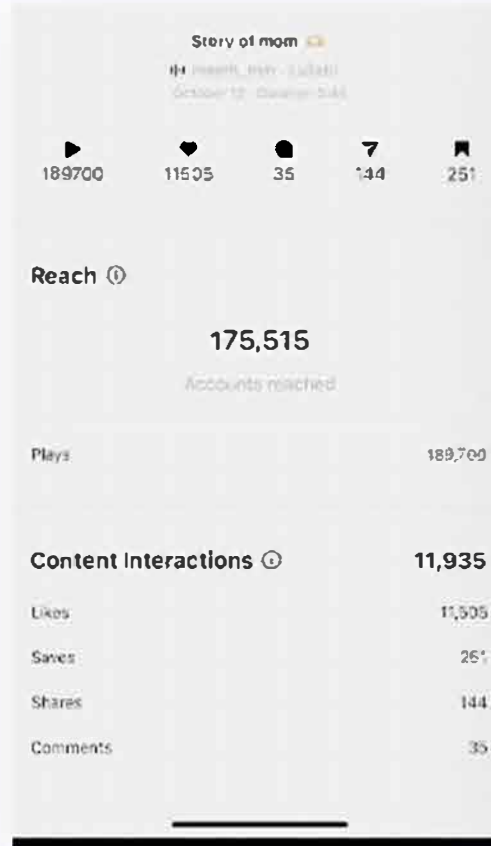 Story of mom
189700 11505 35 144 251
Reach
175,515
Accounts reached
Plays 189,700
Content Interactions 11,935
Likes 11,505
Saves 251
Shares 144
Comments 35